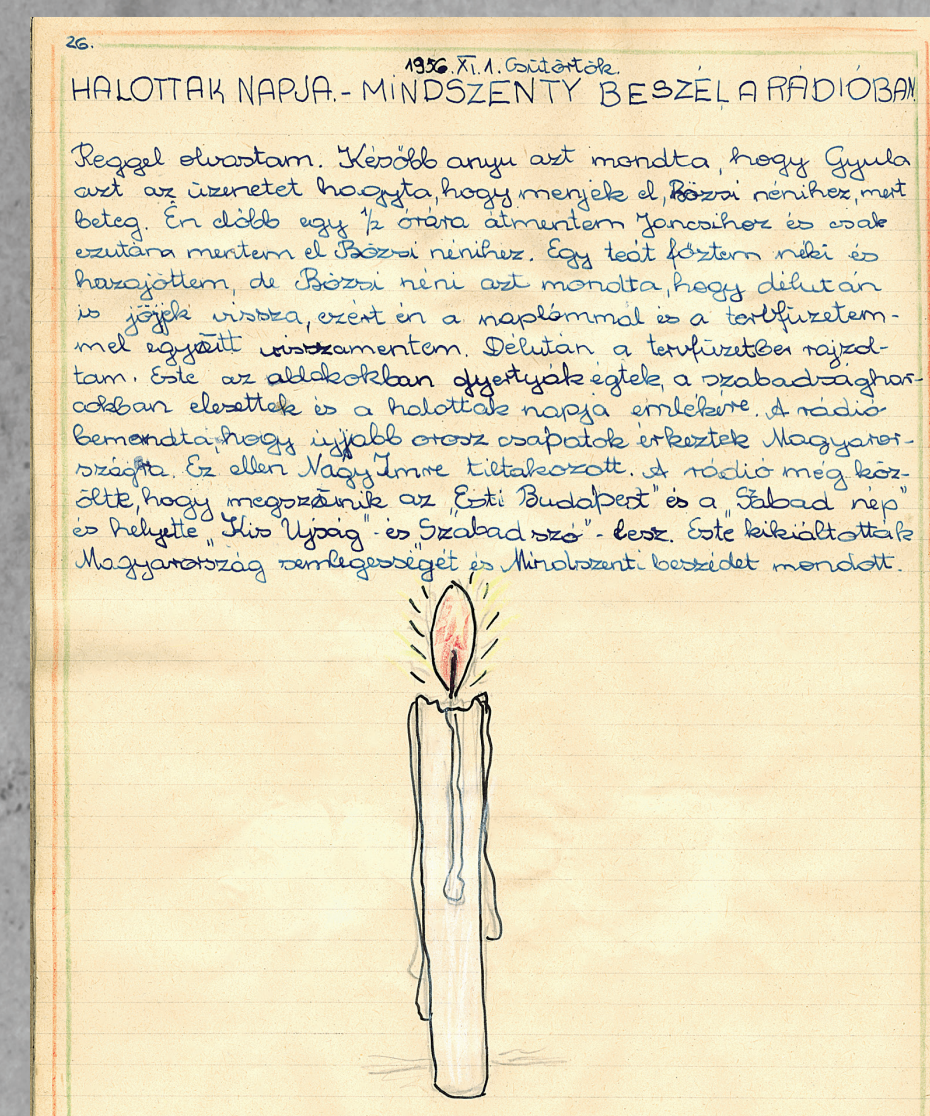 26.
1956. XI. 1. Csütörtök.
HALOTTAK NAPJA. - MINDSZENTY BESZÉL A RÁDIÓBAN
Reggel olvastam. Később anyu azt mondta, hogy Gyula
azt az üzenetet hagyta, hogy menjek el, Bözsi nénihez, mert
beteg. Én előbb egy 1/2 órára átmentem Jancsihoz és csak
ezutána mentem el Bözsi nénihez. Egy teát főztem néki és
hazajöttem, de Bözsi néni azt mondta, hogy délután
is jöjjek vissza, ezért én a naplómmal és a tervfüzetem-
mel együtt visszamentem. Délután a tervfüzetbe rajzol-
tam. Este az ablakokban gyertyák égtek, a szabadsághar-
cokban elesettek és a halottak napja emlékére. A rádió
bemondta, hogy újjabb orosz csapatok érkeztek Magyaror-
szágra. Ez ellen Nagy Imre tiltakozott. A rádió még köz-
ölte, hogy megszűnik az "Esti Budapest" és a "Szabad nép"
és helyette "Kis Ujság" - és "Szabad szó" - lesz. Este kikiáltották
Magyarország semlegességét és Mindszenti beszédet mondott.